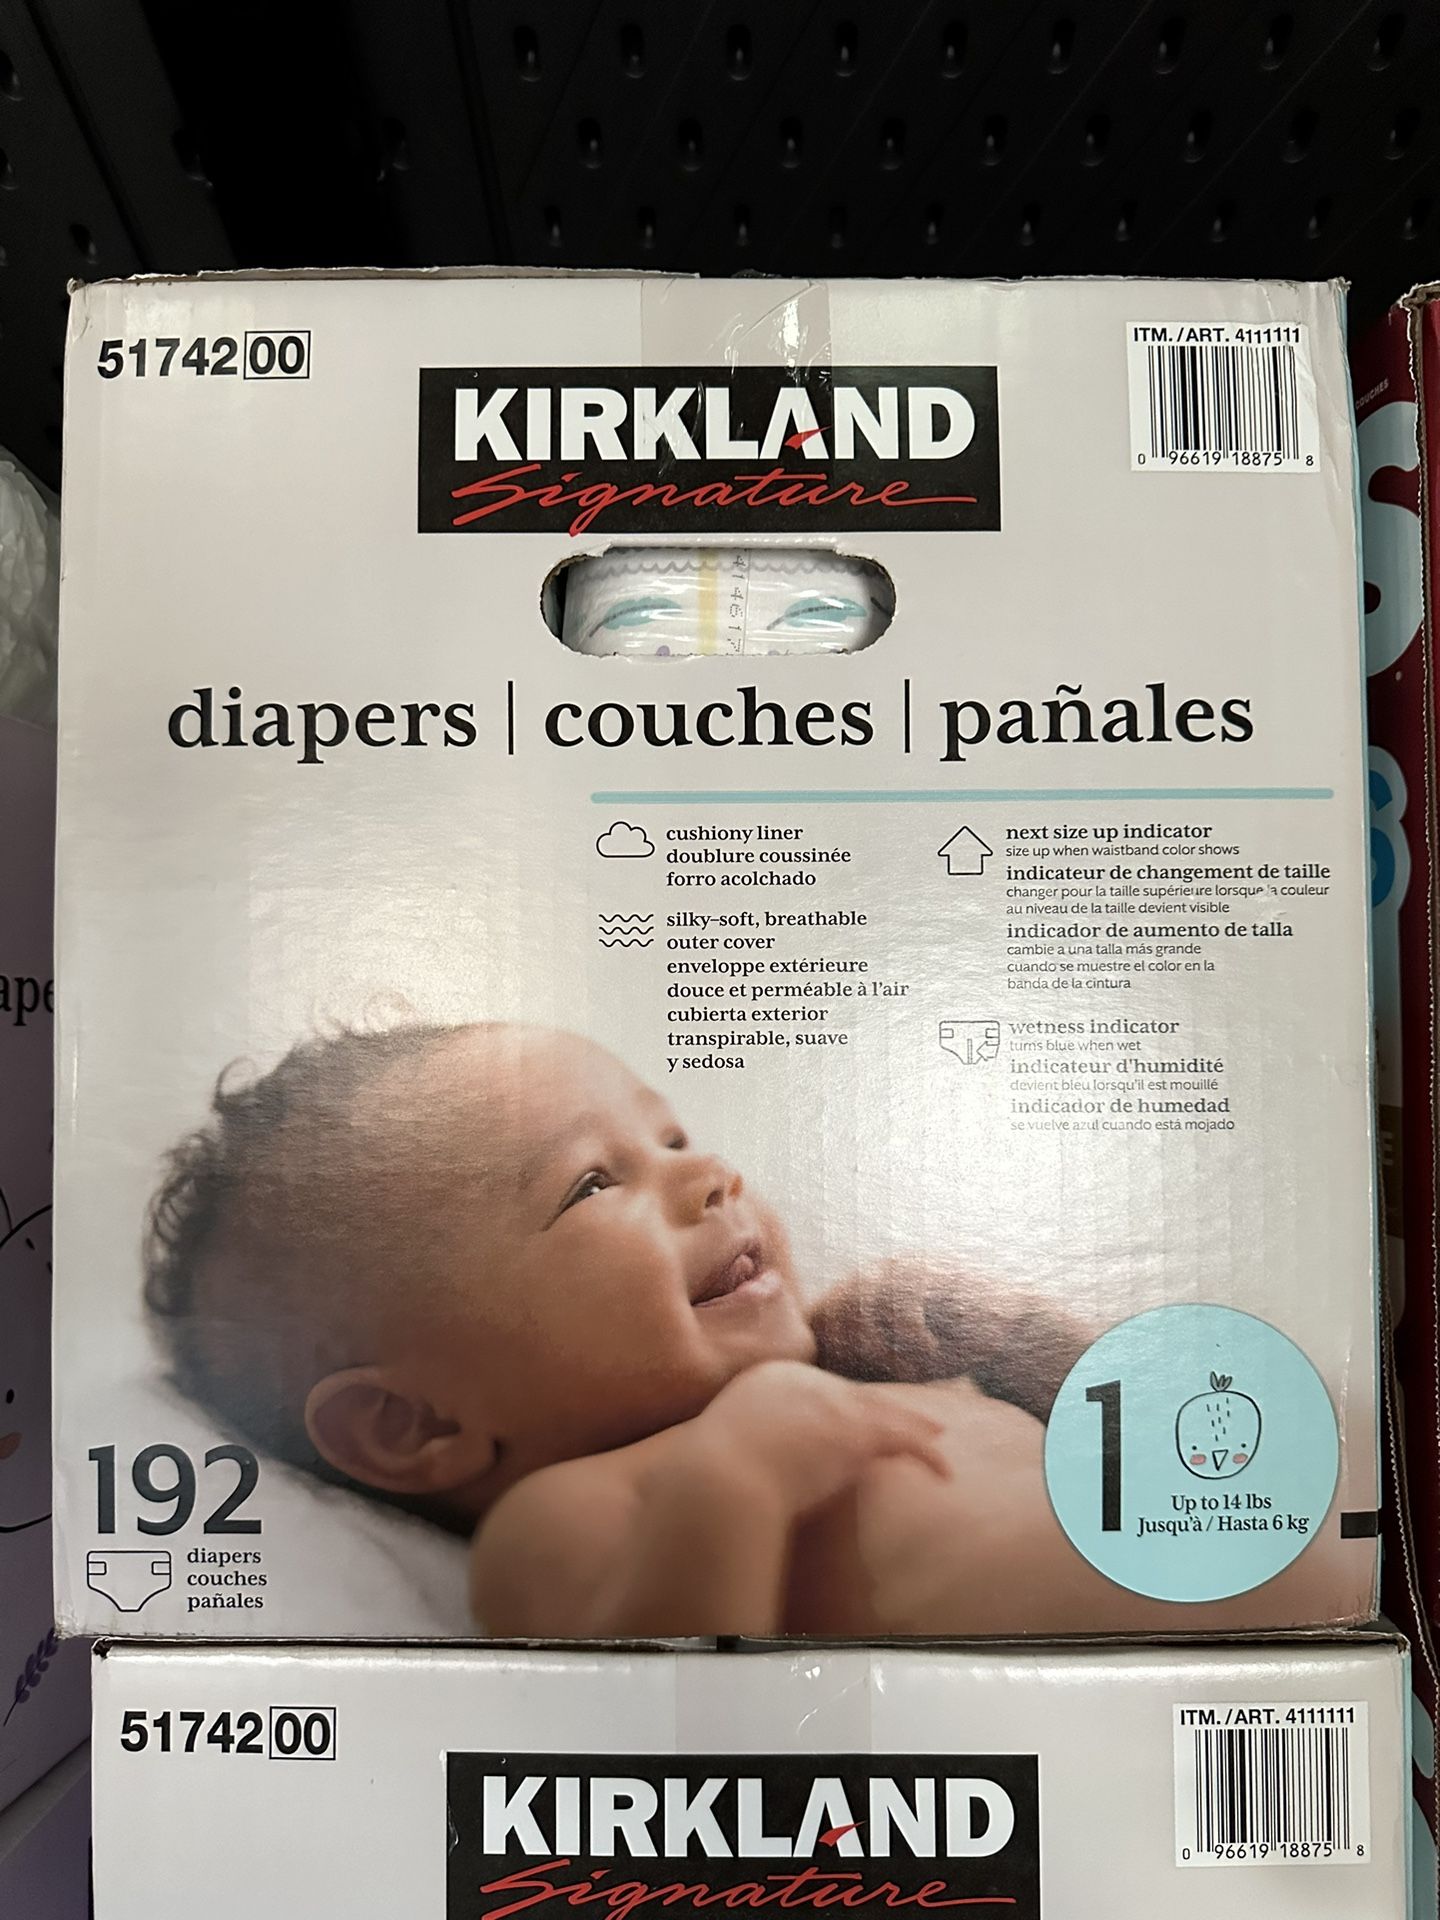 51742 00
ITM. /ART. 4111111
0 96619 18875 8
KIRKLAND
Signature
diapers | couches | pañales
cushiony liner
doublure coussinée
forro acolchado
silky-soft, breathable
outer cover
enveloppe extérieure
douce et perméable à l'air
cubierta exterior
transpirable, suave
y sedosa
next size up indicator
size up when waistband color shows
indicateur de changement de taille
changer pour la taille supérieure lorsque la couleur
au niveau de la taille devient visible
indicador de aumento de talla
cambie a una talla más grande
cuando se muestre el color en la
banda de la cintura
wetness indicator
turns blue when wet
indicateur d'humidité
devient bleu lorsqu'il est mouillé
indicador de humedad
se vuelve azul cuando está mojado
192
diapers
couches
pañales
1
Up to 14 lbs
Jusqu'à / Hasta 6 kg
51742 00
ITM. /ART. 4111111
0 96619 18875 8
KIRKLAND
Signature
COUCHES